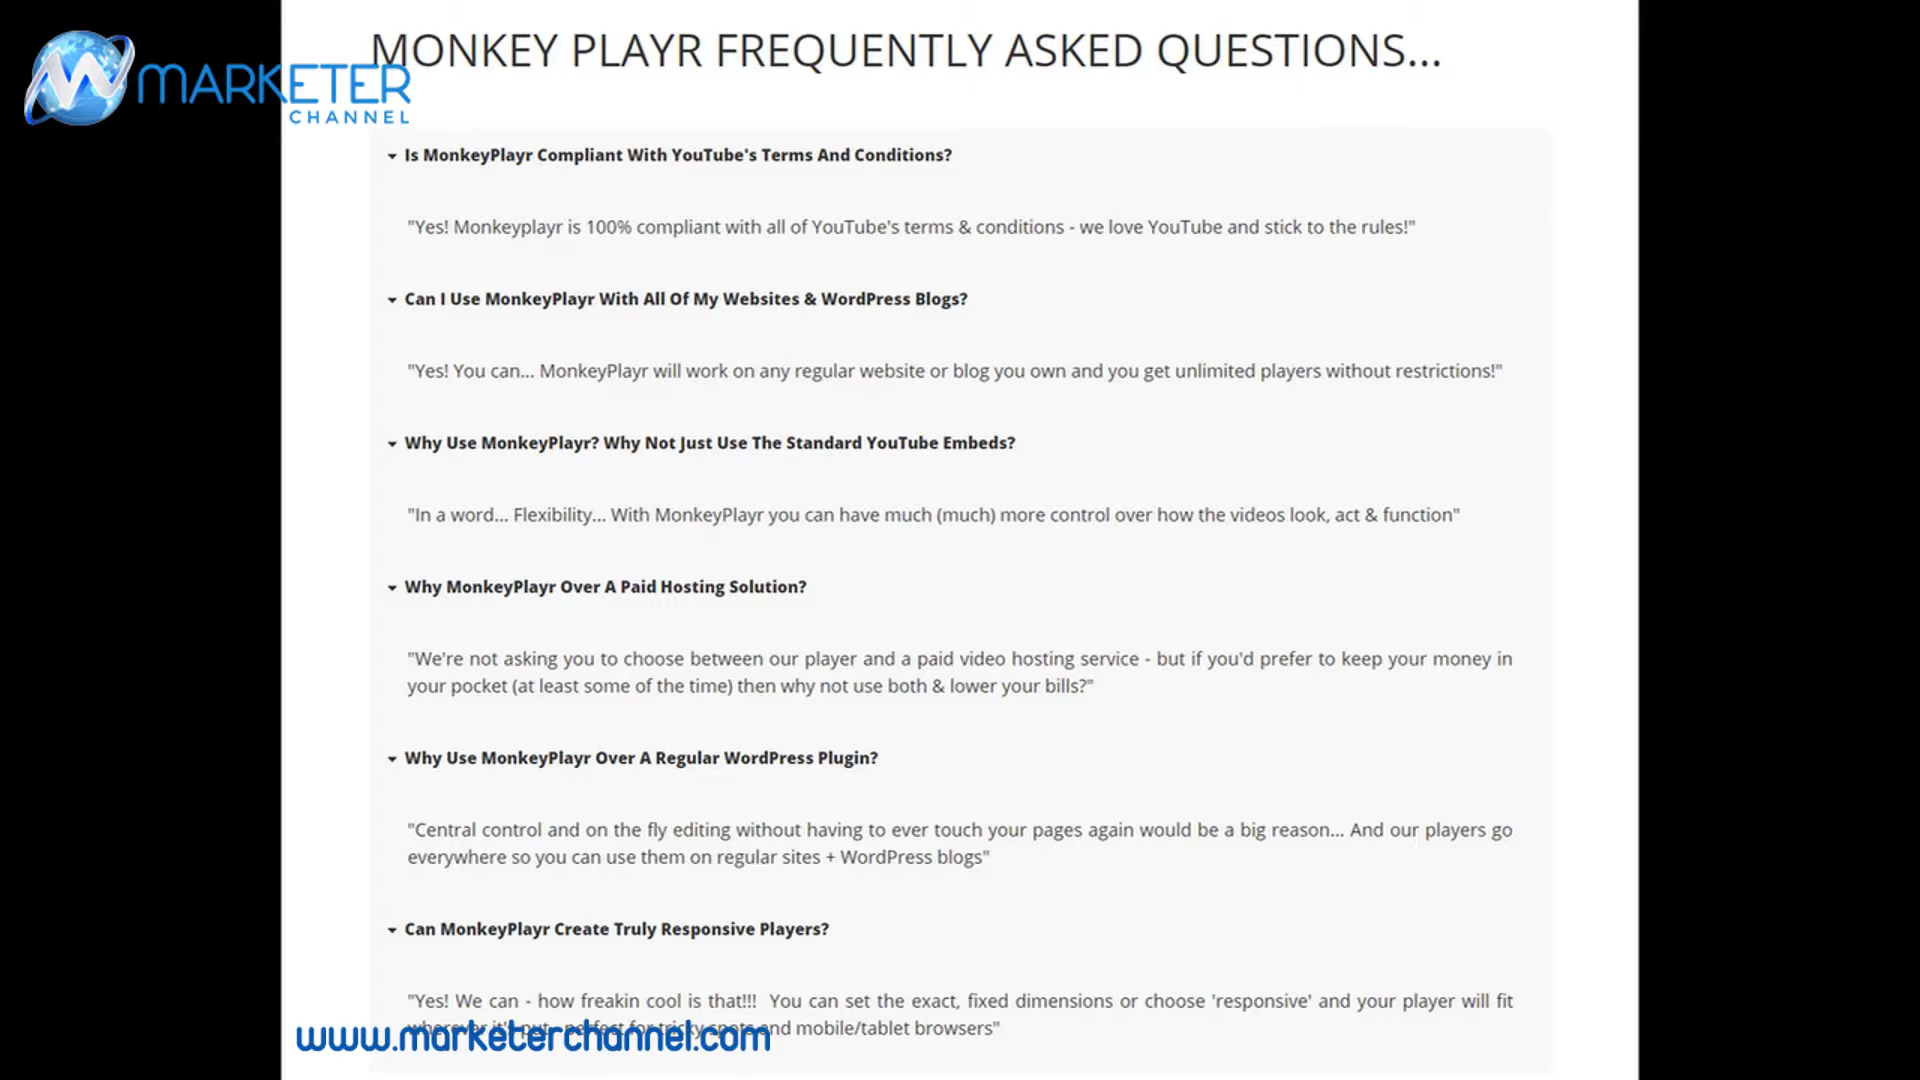 MONKEY PLAYR FREQUENTLY ASKED QUESTIONS...
MARKETER
CHANNEL
Is MonkeyPlayr Compliant With YouTube's Terms And Conditions?
"Yes! Monkeyplayr is 100% compliant with all of YouTube's terms & conditions - we love YouTube and stick to the rules!"
Can I Use MonkeyPlayr With All Of My Websites & WordPress Blogs?
"Yes! You can... MonkeyPlayr will work on any regular website or blog you own and you get unlimited players without restrictions!"
Why Use MonkeyPlayr? Why Not Just Use The Standard YouTube Embeds?
"In a word... Flexibility... With MonkeyPlayr you can have much (much) more control over how the videos look, act & function"
Why MonkeyPlayr Over A Paid Hosting Solution?
"We're not asking you to choose between our player and a paid video hosting service - but if you'd prefer to keep your money in
your pocket (at least some of the time) then why not use both & lower your bills?"
Why Use MonkeyPlayr Over A Regular WordPress Plugin?
"Central control and on the fly editing without having to ever touch your pages again would be a big reason... And our players go
everywhere so you can use them on regular sites + WordPress blogs"
Can MonkeyPlayr Create Truly Responsive Players?
"Yes! We can - how freakin cool is that!!! You can set the exact, fixed dimensions or choose 'responsive' and your player will fit
wherever it's put - perfect for tricky spots and mobile/tablet browsers"
www.marketerchannel.com